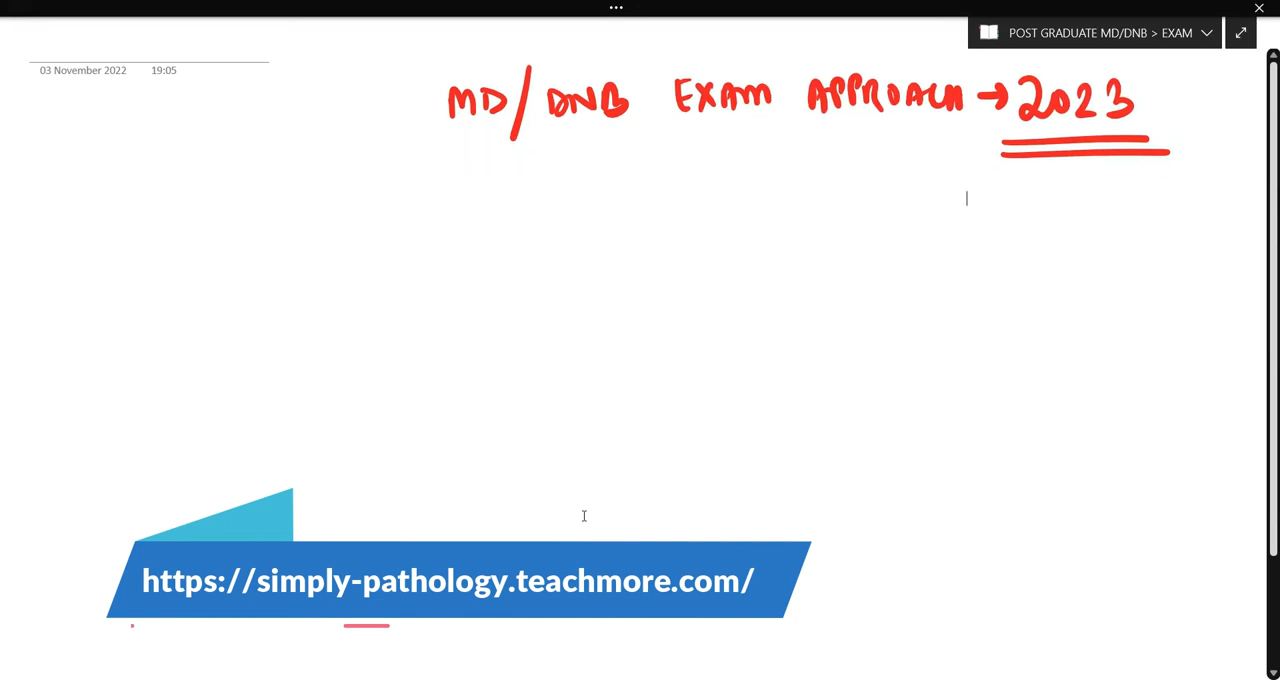 POST GRADUATE MD/DNB > EXAM
03 November 2022 19:05
MD/DNB EXAM APPROACH → 2023
https://simply-pathology.teachmore.com/